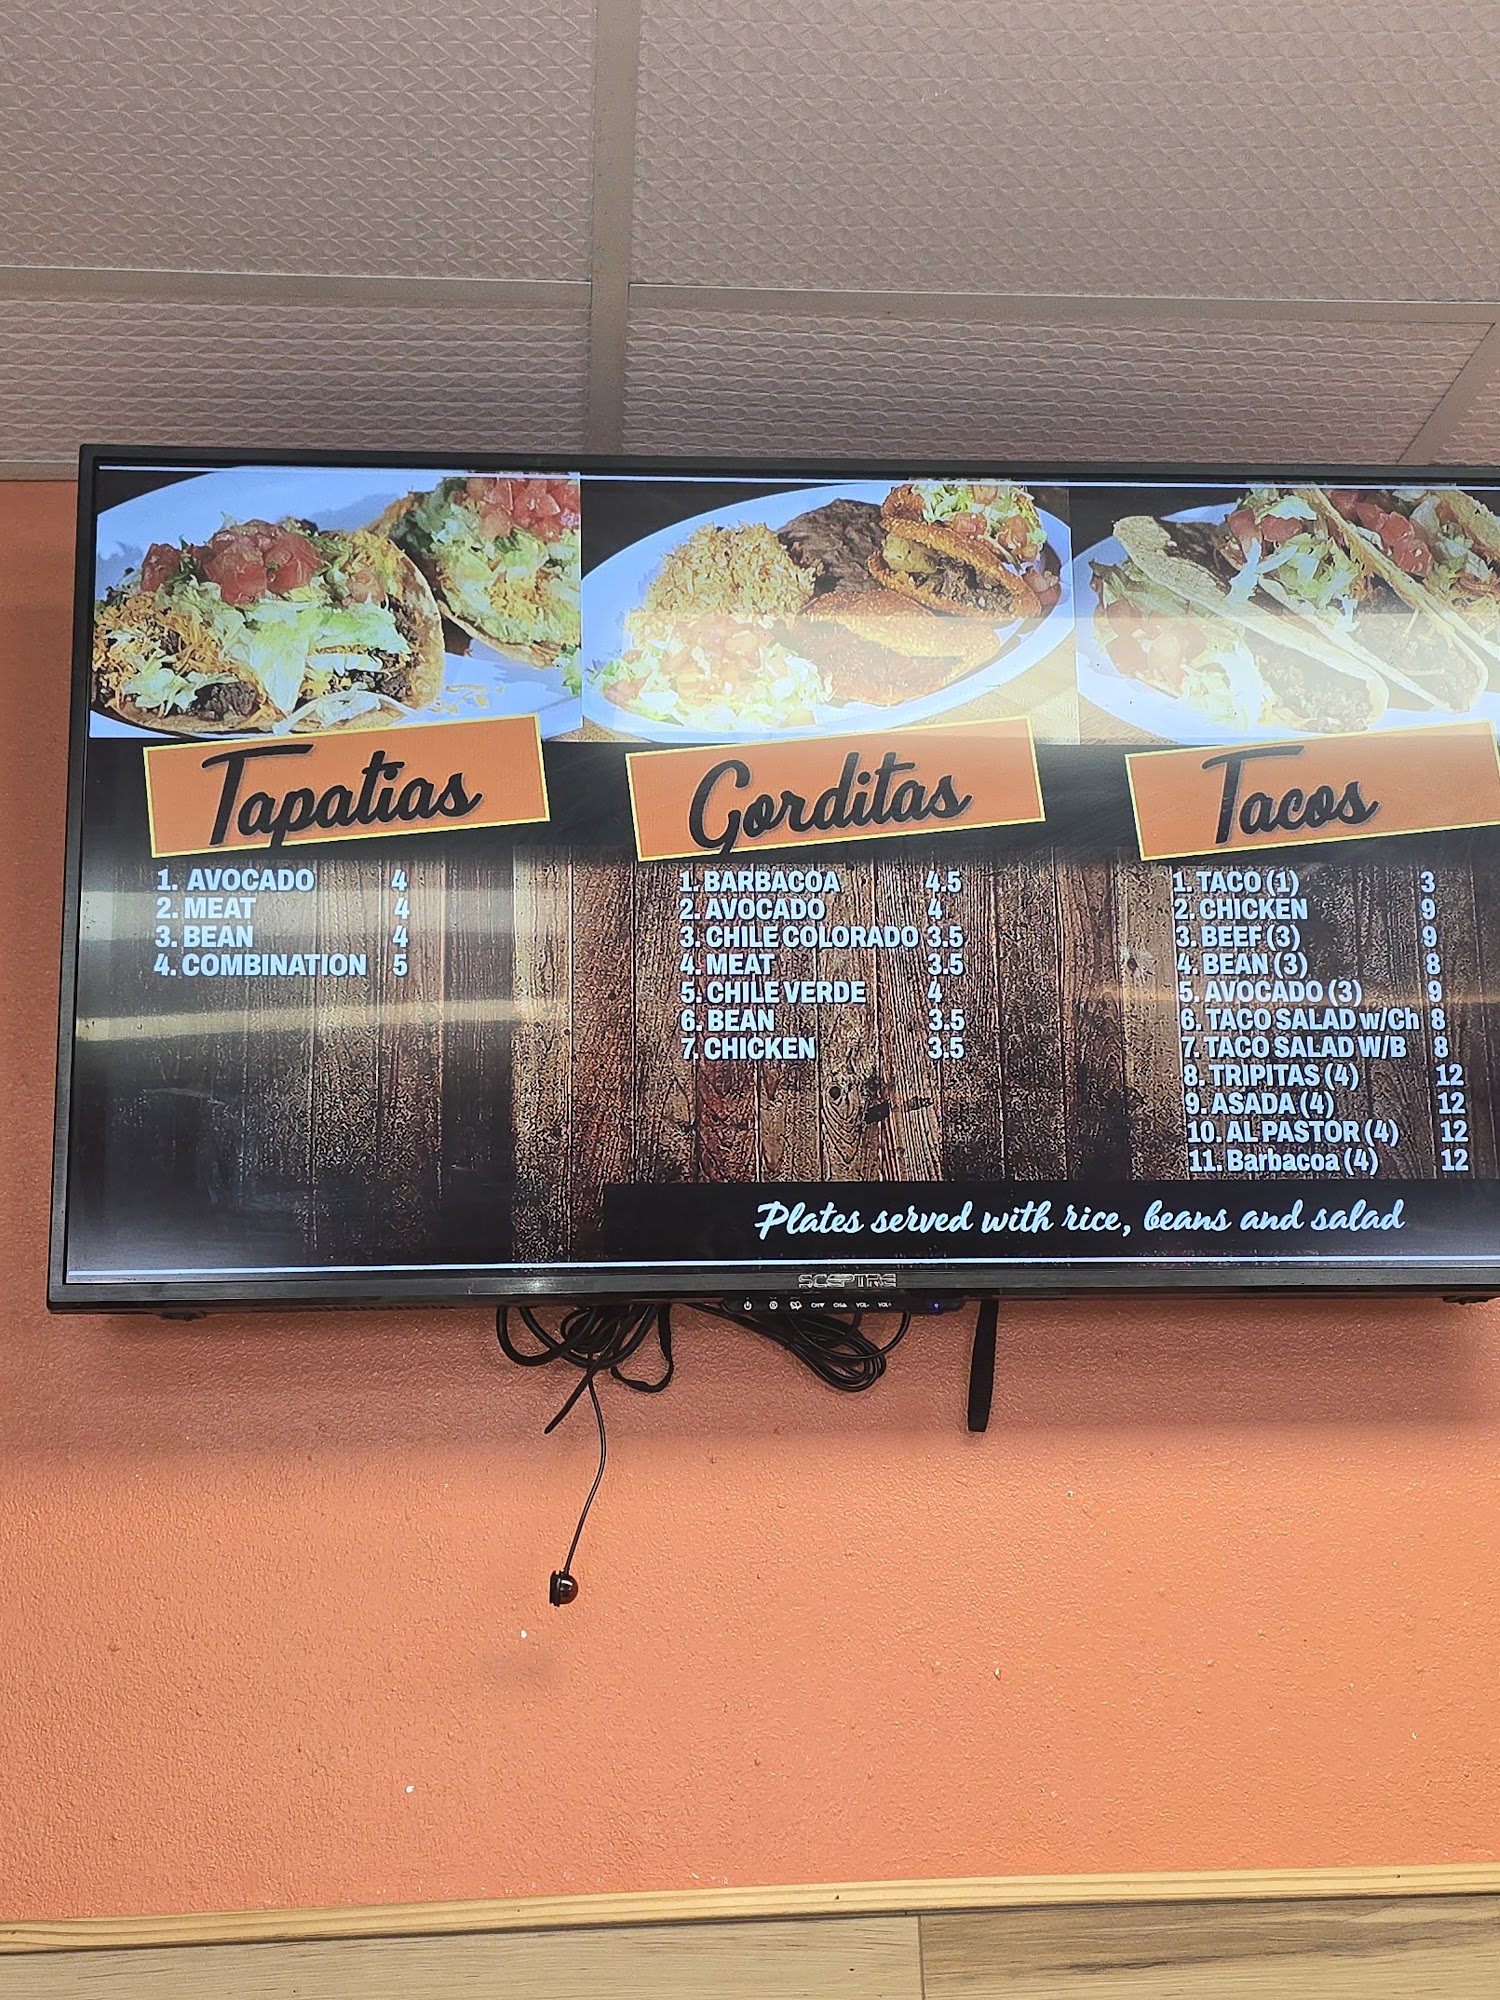 Tapatias
1. AVOCADO 4
2. MEAT 4
3. BEAN 4
4. COMBINATION 5
Gorditas
1. BARBACOA 4.5
2. AVOCADO 4
3. CHILE COLORADO 3.5
4. MEAT 3.5
5. CHILE VERDE 4
6. BEAN 3.5
7. CHICKEN 3.5
Tacos
1. TACO (1) 3
2. CHICKEN 9
3. BEEF (3) 9
4. BEAN (3) 8
5. AVOCADO (3) 9
6. TACO SALAD w/Ch 8
7. TACO SALAD W/B 8
8. TRIPITAS (4) 12
9. ASADA (4) 12
10. AL PASTOR (4) 12
11. Barbacoa (4) 12
Plates served with rice, beans and salad
SCEPTRE
VOL- VOL+